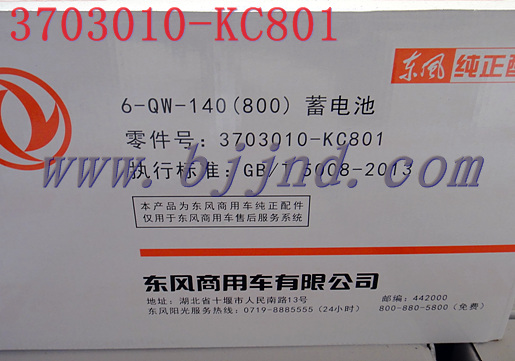 3703010-KC801
东风 纯正配
6-QW-140(800) 蓄电池
零件号：3703010-KC801
www.bjjnd.com
执行标准：GB/T 5008-2013
本产品为东风商用车纯正配件
仅用于东风商用车售后服务系统
东风商用车有限公司
地址：湖北省十堰市人民南路13号 邮编：442000
东风阳光服务热线：0719-8885555（24小时） 800-880-5800（免费）